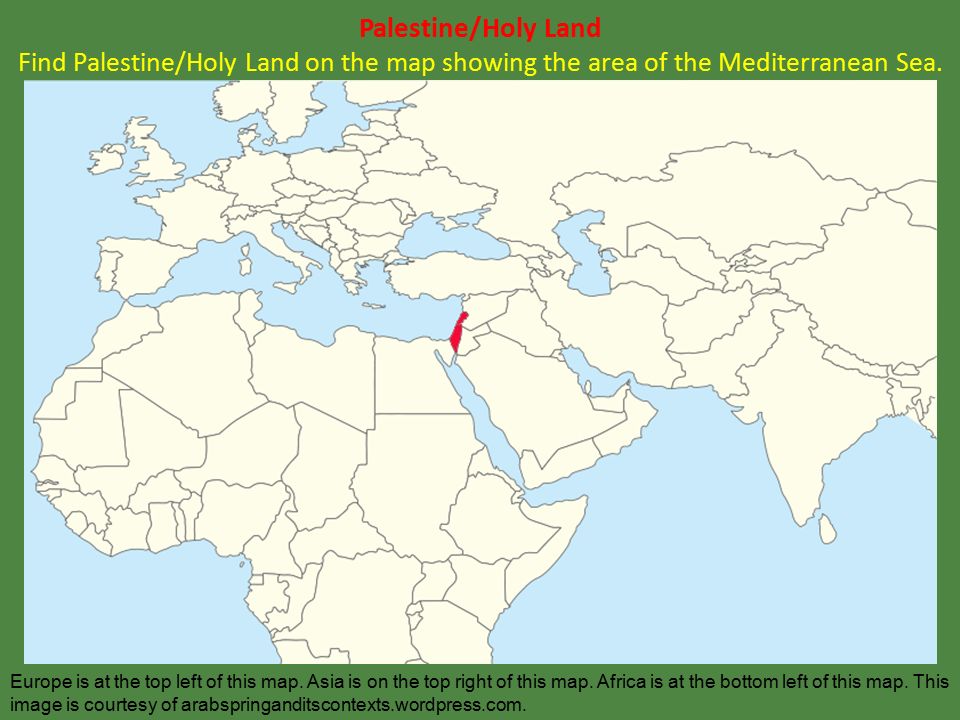 Palestine/Holy Land
Find Palestine/Holy Land on the map showing the area of the Mediterranean Sea.
Europe is at the top left of this map. Asia is on the top right of this map. Africa is at the bottom left of this map. This
image is courtesy of arabspringanditscontexts.wordpress.com.